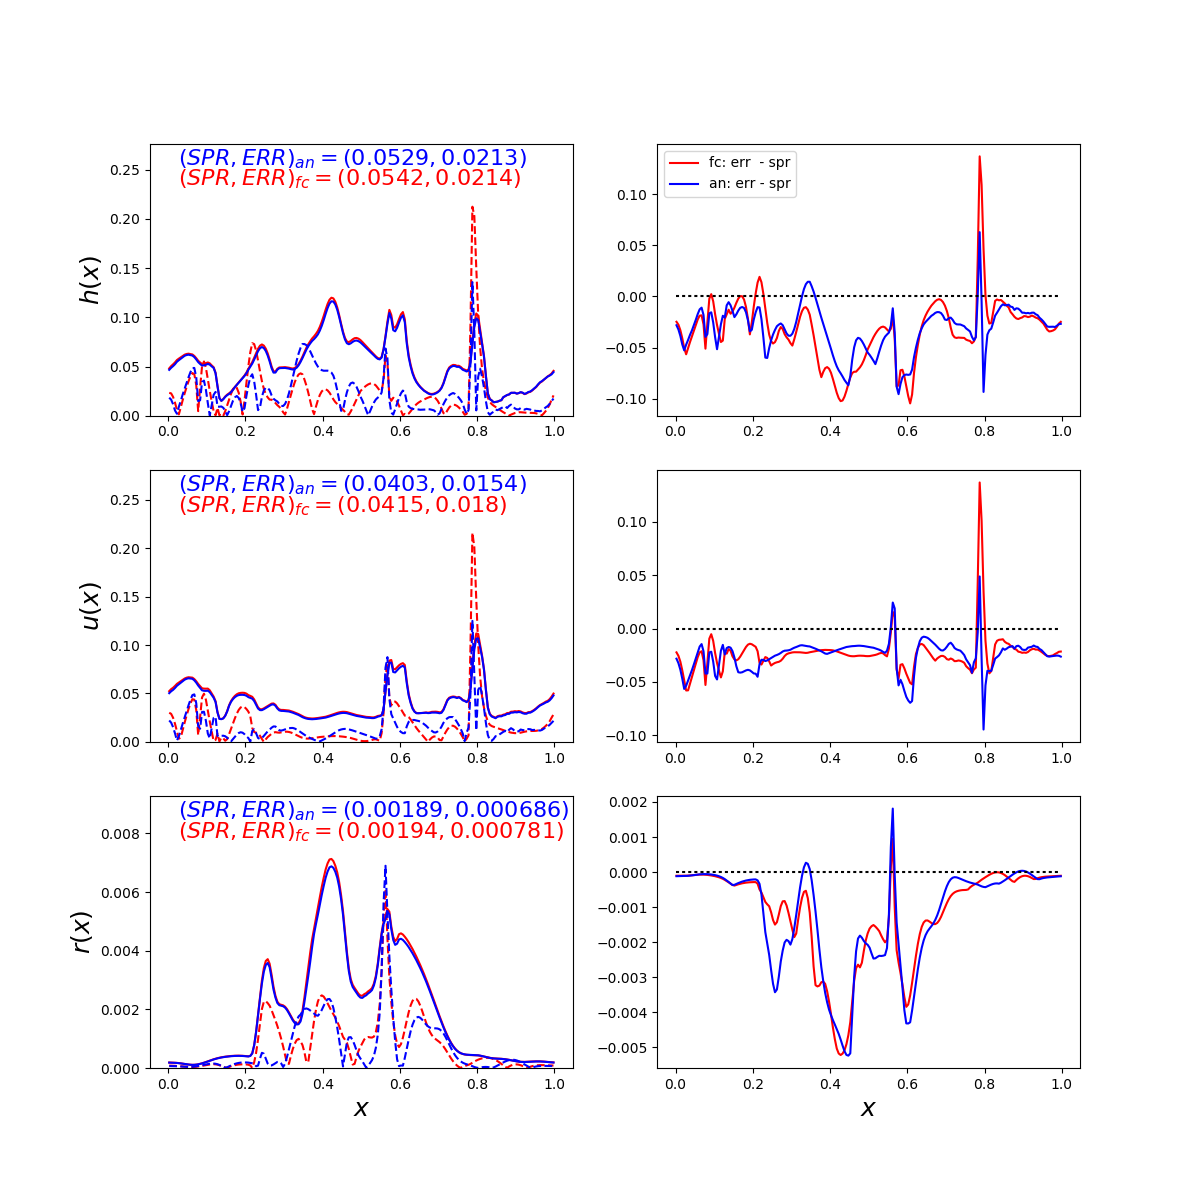 (SPR, ERR)an = (0.0529, 0.0213)
(SPR, ERR)fc = (0.0542, 0.0214)
h(x)
0.25
0.20
0.15
0.10
0.05
0.00
0.0 0.2 0.4 0.6 0.8 1.0
fc: err - spr
an: err - spr
0.10
0.05
0.00
−0.05
−0.10
0.0 0.2 0.4 0.6 0.8 1.0
(SPR, ERR)an = (0.0403, 0.0154)
(SPR, ERR)fc = (0.0415, 0.018)
u(x)
0.25
0.20
0.15
0.10
0.05
0.00
0.0 0.2 0.4 0.6 0.8 1.0
0.10
0.05
0.00
−0.05
−0.10
0.0 0.2 0.4 0.6 0.8 1.0
(SPR, ERR)an = (0.00189, 0.000686)
(SPR, ERR)fc = (0.00194, 0.000781)
r(x)
0.008
0.006
0.004
0.002
0.000
0.0 0.2 0.4 0.6 0.8 1.0
x
0.002
0.001
0.000
−0.001
−0.002
−0.003
−0.004
−0.005
0.0 0.2 0.4 0.6 0.8 1.0
x